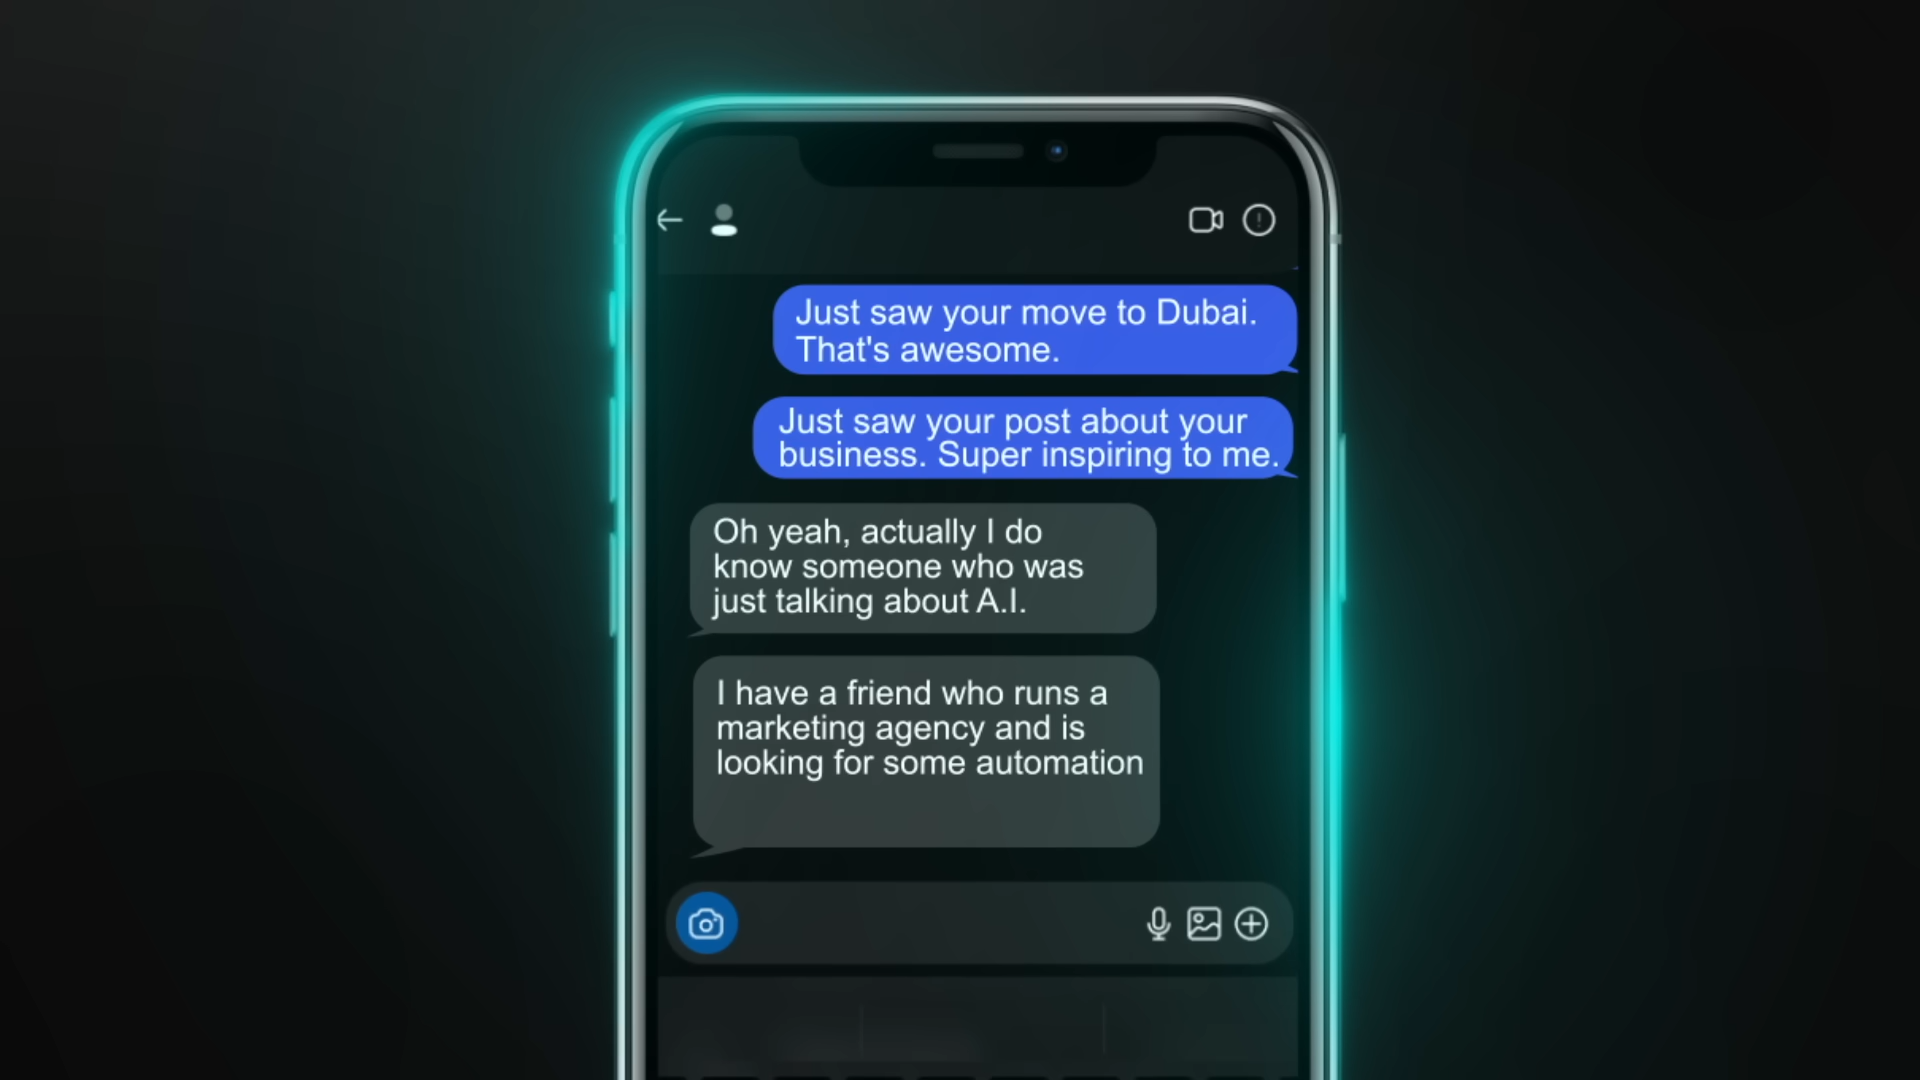 Just saw your move to Dubai.
That's awesome.
Just saw your post about your
business. Super inspiring to me.
Oh yeah, actually I do
know someone who was
just talking about A.I.
I have a friend who runs a
marketing agency and is
looking for some automation